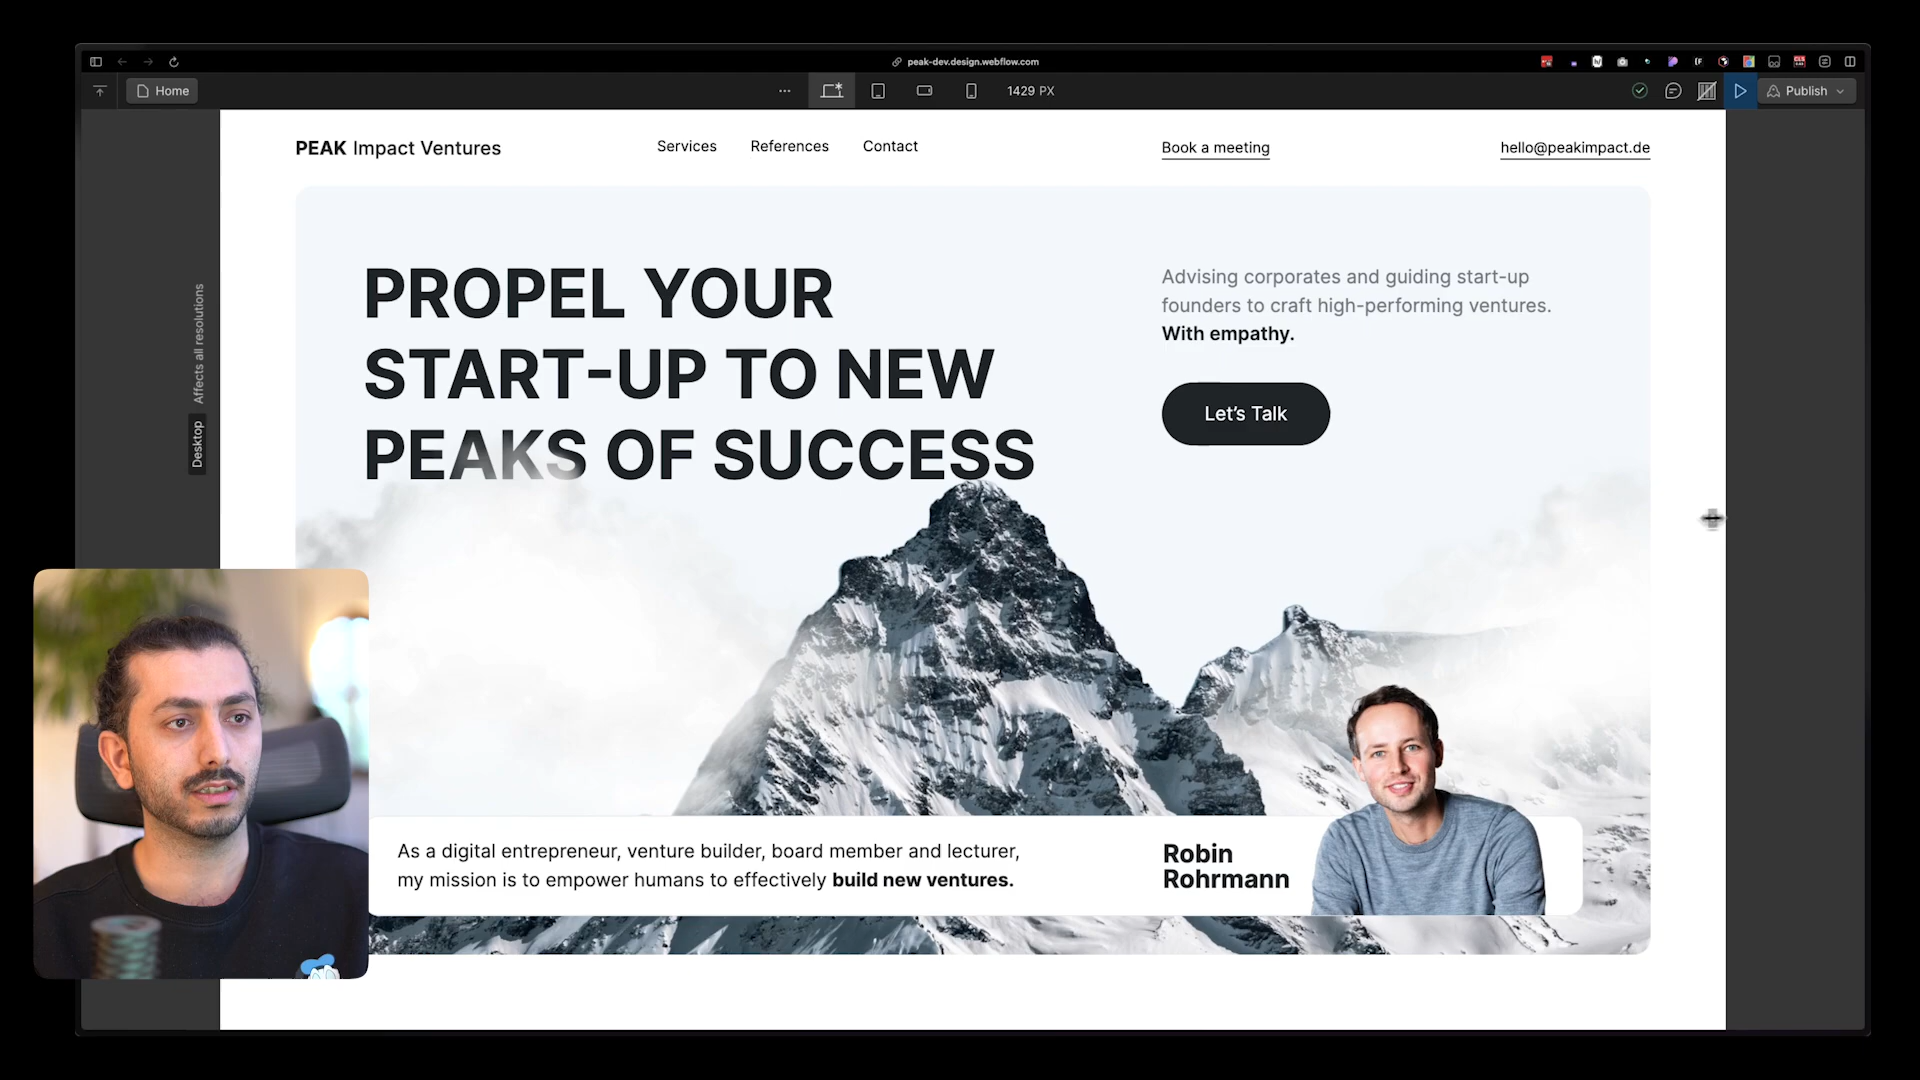 peak-dev.design.webflow.com
Home
1429 PX
Publish
PEAK Impact Ventures
Services
References
Contact
Book a meeting
hello@peakimpact.de
Desktop
Affects all resolutions
PROPEL YOUR
START-UP TO NEW
PEAKS OF SUCCESS
Advising corporates and guiding start-up
founders to craft high-performing ventures.
With empathy.
Let’s Talk
As a digital entrepreneur, venture builder, board member and lecturer,
my mission is to empower humans to effectively build new ventures.
Robin
Rohrmann